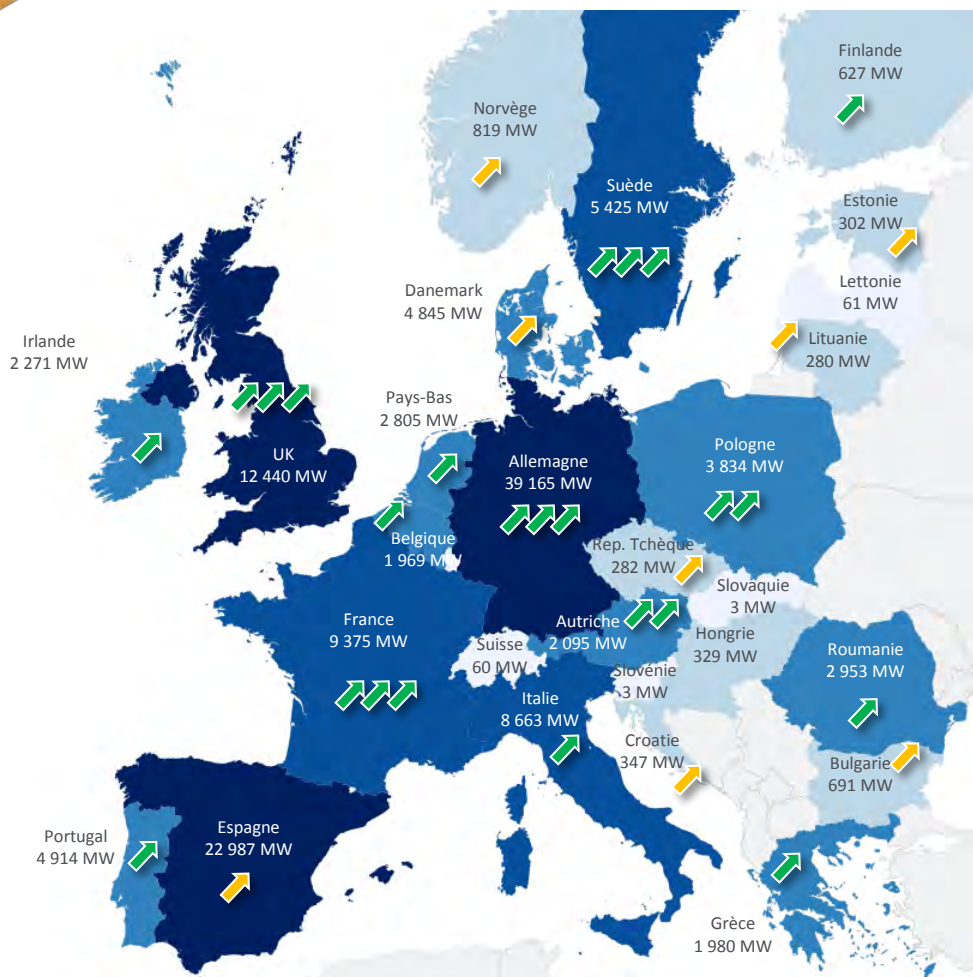 Finlande
627 MW
Norvège
819 MW
Suède
5 425 MW
Estonie
302 MW
Lettonie
61 MW
Danemark
4 845 MW
Lituanie
280 MW
Irlande
2 271 MW
Pays-Bas
2 805 MW
UK
12 440 MW
Allemagne
39 165 MW
Pologne
3 834 MW
Belgique
1 969 MW
Rep. Tchèque
282 MW
Slovaquie
3 MW
France
9 375 MW
Autriche
2 095 MW
Hongrie
329 MW
Suisse
60 MW
Slovénie
3 MW
Roumanie
2 953 MW
Italie
8 663 MW
Croatie
347 MW
Bulgarie
691 MW
Portugal
4 914 MW
Espagne
22 987 MW
Grèce
1 980 MW